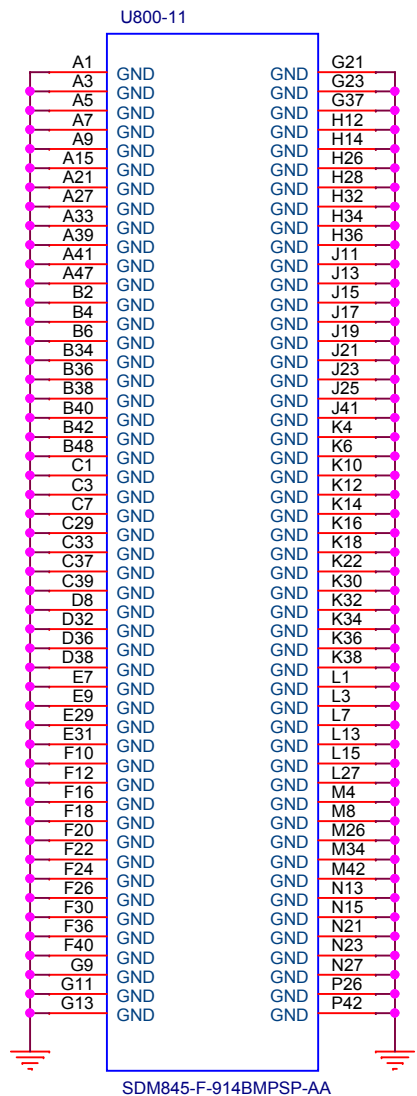 U800-11
A1 GND GND G21
A3 GND GND G23
A5 GND GND G37
A7 GND GND H12
A9 GND GND H14
A15 GND GND H26
A21 GND GND H28
A27 GND GND H32
A33 GND GND H34
A39 GND GND H36
A41 GND GND J11
A47 GND GND J13
B2 GND GND J15
B4 GND GND J17
B6 GND GND J19
B34 GND GND J21
B36 GND GND J23
B38 GND GND J25
B40 GND GND J41
B42 GND GND K4
B48 GND GND K6
C1 GND GND K10
C3 GND GND K12
C7 GND GND K14
C29 GND GND K16
C33 GND GND K18
C37 GND GND K22
C39 GND GND K30
D8 GND GND K32
D32 GND GND K34
D36 GND GND K36
D38 GND GND K38
E7 GND GND L1
E9 GND GND L3
E29 GND GND L7
E31 GND GND L13
F10 GND GND L15
F12 GND GND L27
F16 GND GND M4
F18 GND GND M8
F20 GND GND M26
F22 GND GND M34
F24 GND GND M42
F26 GND GND N13
F30 GND GND N15
F36 GND GND N21
F40 GND GND N23
G9 GND GND N27
G11 GND GND P26
G13 GND GND P42
SDM845-F-914BMPSP-AA